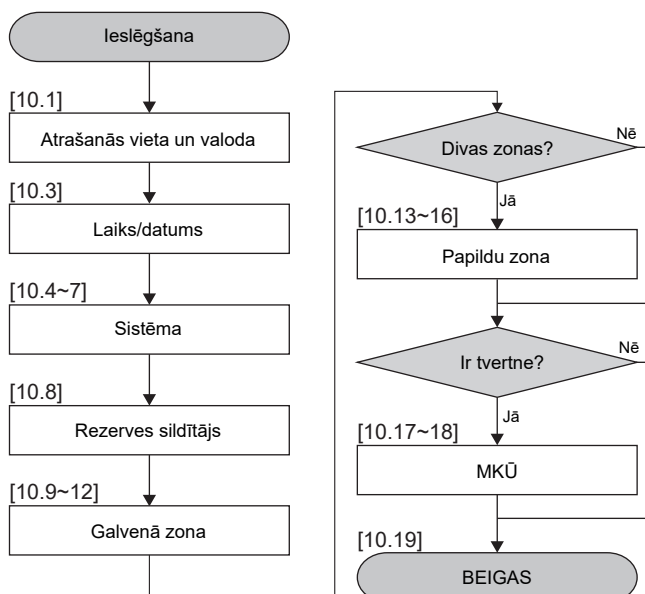 Ieslēgšana
[10.1]
Atrašanās vieta un valoda
[10.3]
Laiks/datums
[10.4~7]
Sistēma
[10.8]
Rezerves sildītājs
[10.9~12]
Galvenā zona
Divas zonas?
Nē
Jā
[10.13~16]
Papildu zona
Ir tvertne?
Nē
Jā
[10.17~18]
MKŪ
[10.19]
BEIGAS